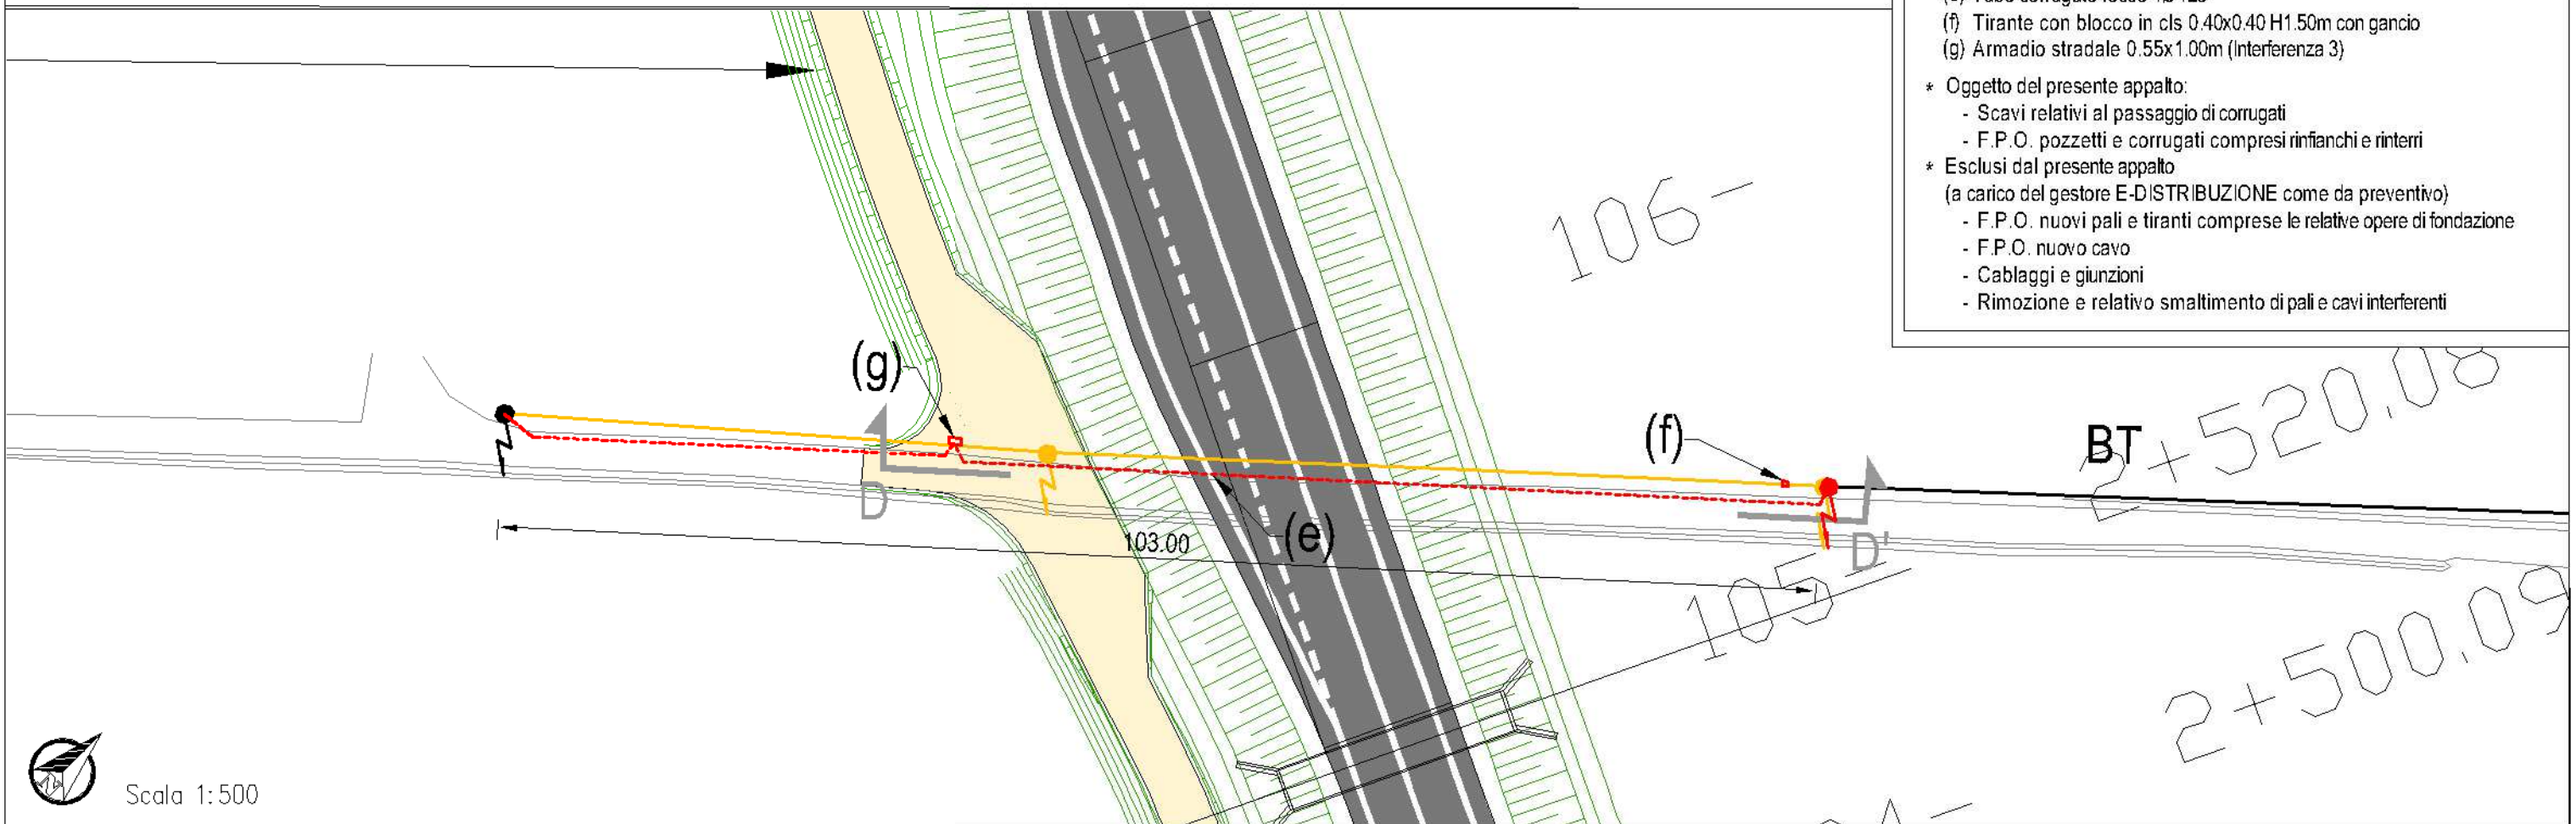 (f) Tirante con blocco in cls 0.40x0.40 H1.50m con gancio
(g) Armadio stradale 0.55x1.00m (Interferenza 3)
* Oggetto del presente appalto:
- Scavi relativi al passaggio di corrugati
- F.P.O. pozzetti e corrugati compresi rinfianchi e rinterri
* Esclusi dal presente appalto
(a carico del gestore E-DISTRIBUZIONE come da preventivo)
- F.P.O. nuovi pali e tiranti comprese le relative opere di fondazione
- F.P.O. nuovo cavo
- Cablaggi e giunzioni
- Rimozione e relativo smaltimento di pali e cavi interferenti
106-
(g)
(f)
BT
2+520.08
D
103.00
(e)
D'
105-
2+500.09
Scala 1:500